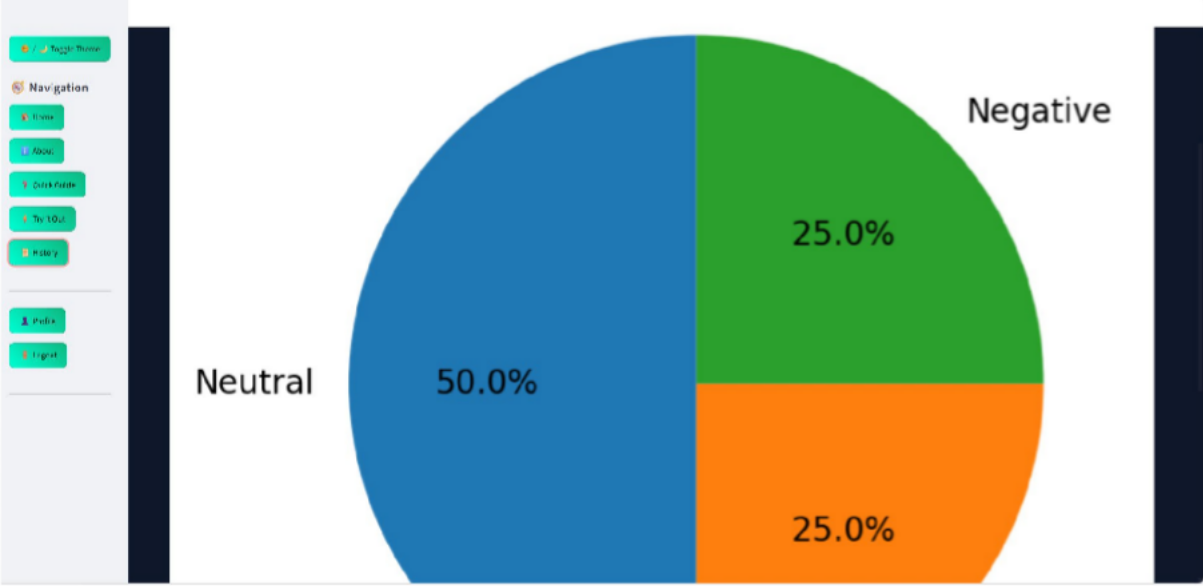 / Toggle Theme
Navigation
Home
About
Quick Guide
Try It Out
History
Profile
Logout
Negative
25.0%
Neutral
50.0%
25.0%